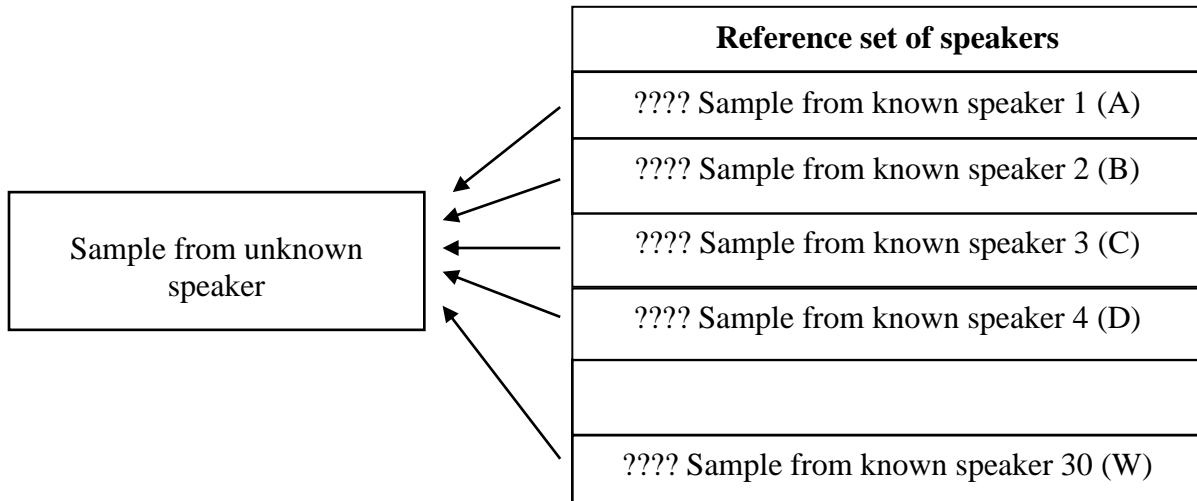 Reference set of speakers
???? Sample from known speaker 1 (A)
???? Sample from known speaker 2 (B)
Sample from unknown
speaker
???? Sample from known speaker 3 (C)
???? Sample from known speaker 4 (D)
???? Sample from known speaker 30 (W)